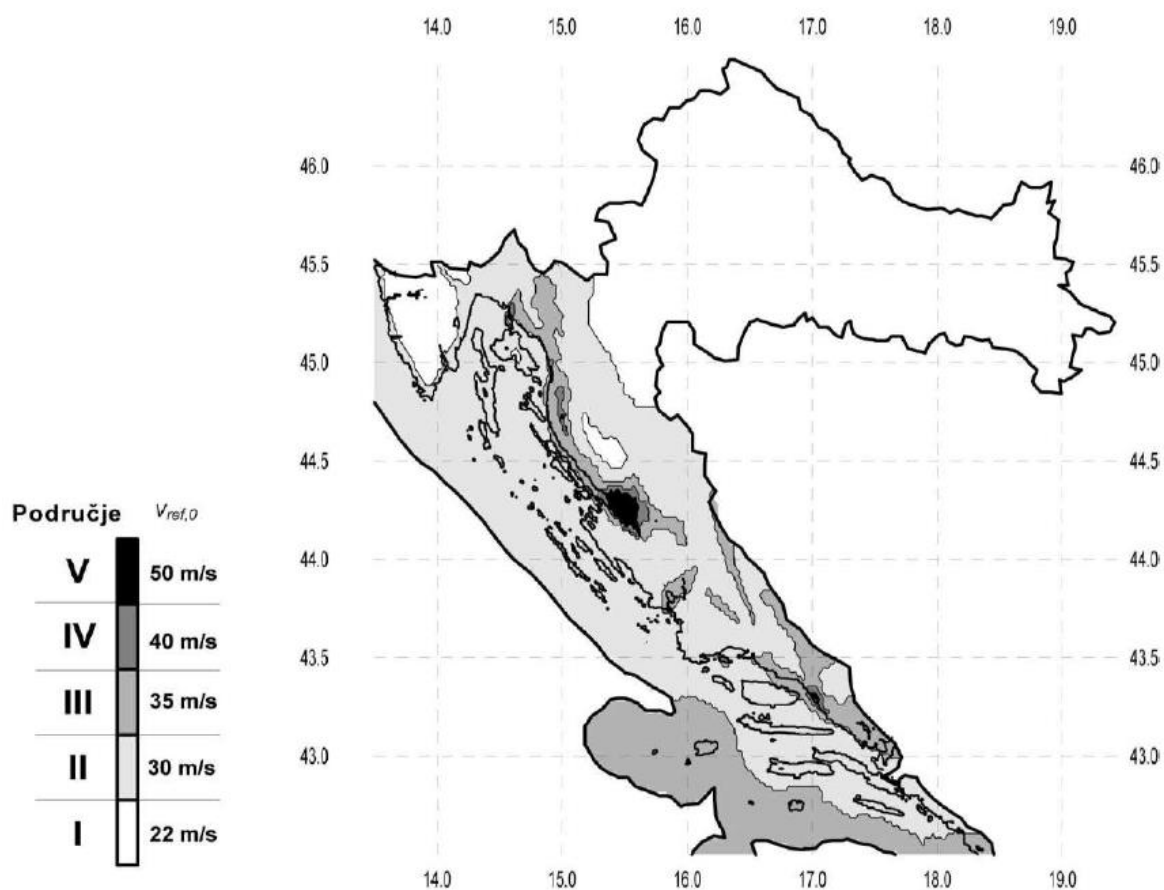 14.0 15.0 16.0 17.0 18.0 19.0
46.0 46.0
45.5 45.5
45.0 45.0
44.5 44.5
44.0 44.0
43.5 43.5
43.0 43.0
14.0 15.0 16.0 17.0 18.0 19.0
Područje Vref,0
V 50 m/s
IV 40 m/s
III 35 m/s
II 30 m/s
I 22 m/s